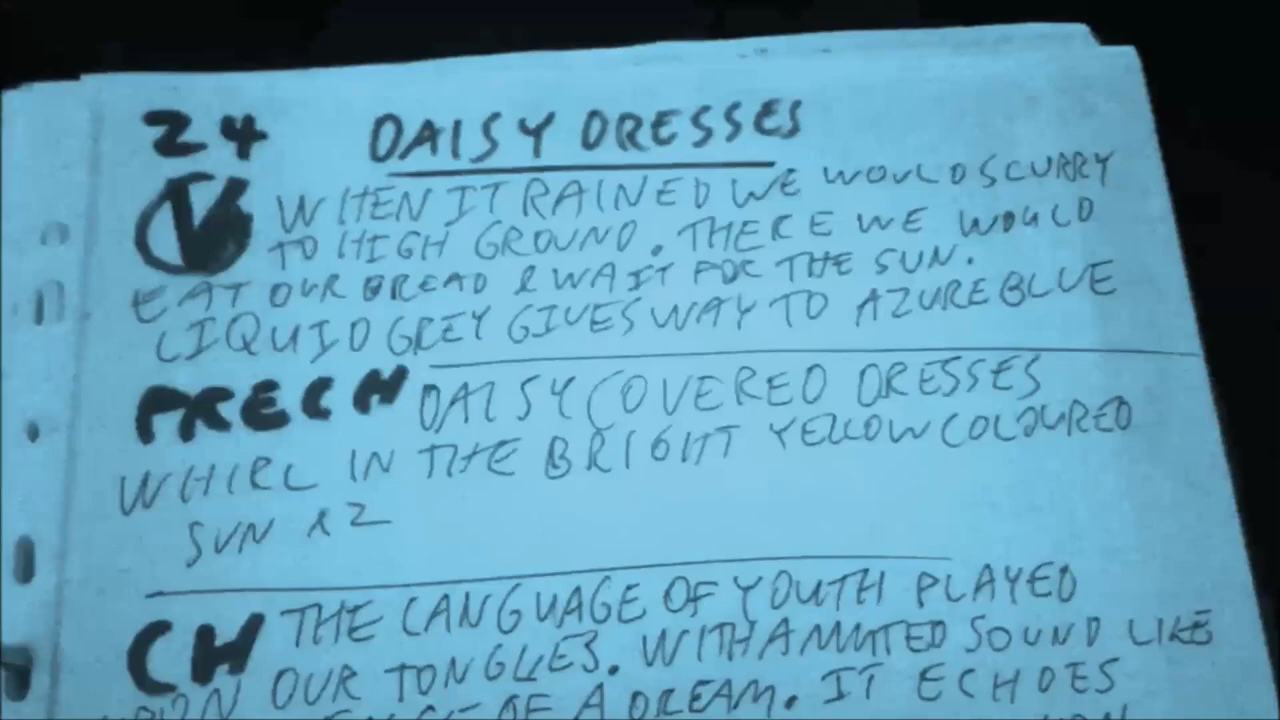 24 DAISY DRESSES
V WHEN IT RAINED WE WOULD SCURRY
TO HIGH GROUND. THERE WE WOULD
EAT OUR BREAD & WAIT FOR THE SUN.
LIQUID GREY GIVES WAY TO AZURE BLUE
PRECH DAISY COVERED DRESSES
WHIRL IN THE BRIGHT YELLOW COLOURED
SUN x2
CH THE LANGUAGE OF YOUTH PLAYED
UPON OUR TONGUES. WITH A MUTED SOUND LIKE
OF A DREAM. IT ECHOES